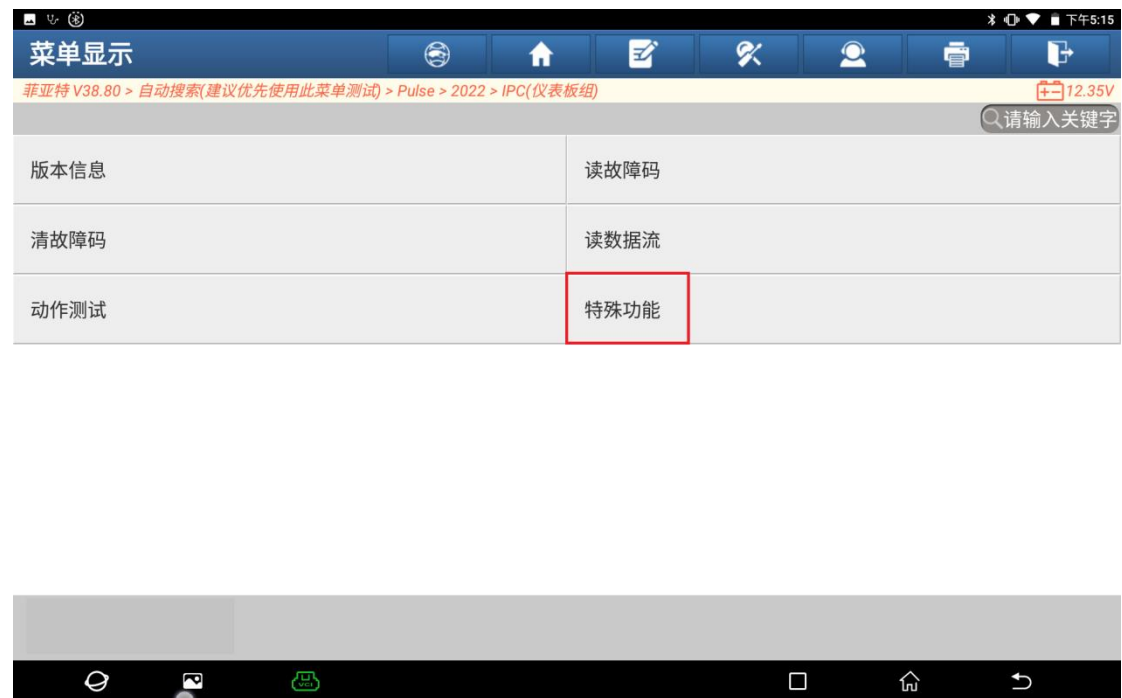 下午5:15
菜单显示
菲亚特 V38.80 > 自动搜索(建议优先使用此菜单测试) > Pulse > 2022 > IPC(仪表板组)
12.35V
请输入关键字
版本信息
读故障码
清故障码
读数据流
动作测试
特殊功能
VCI